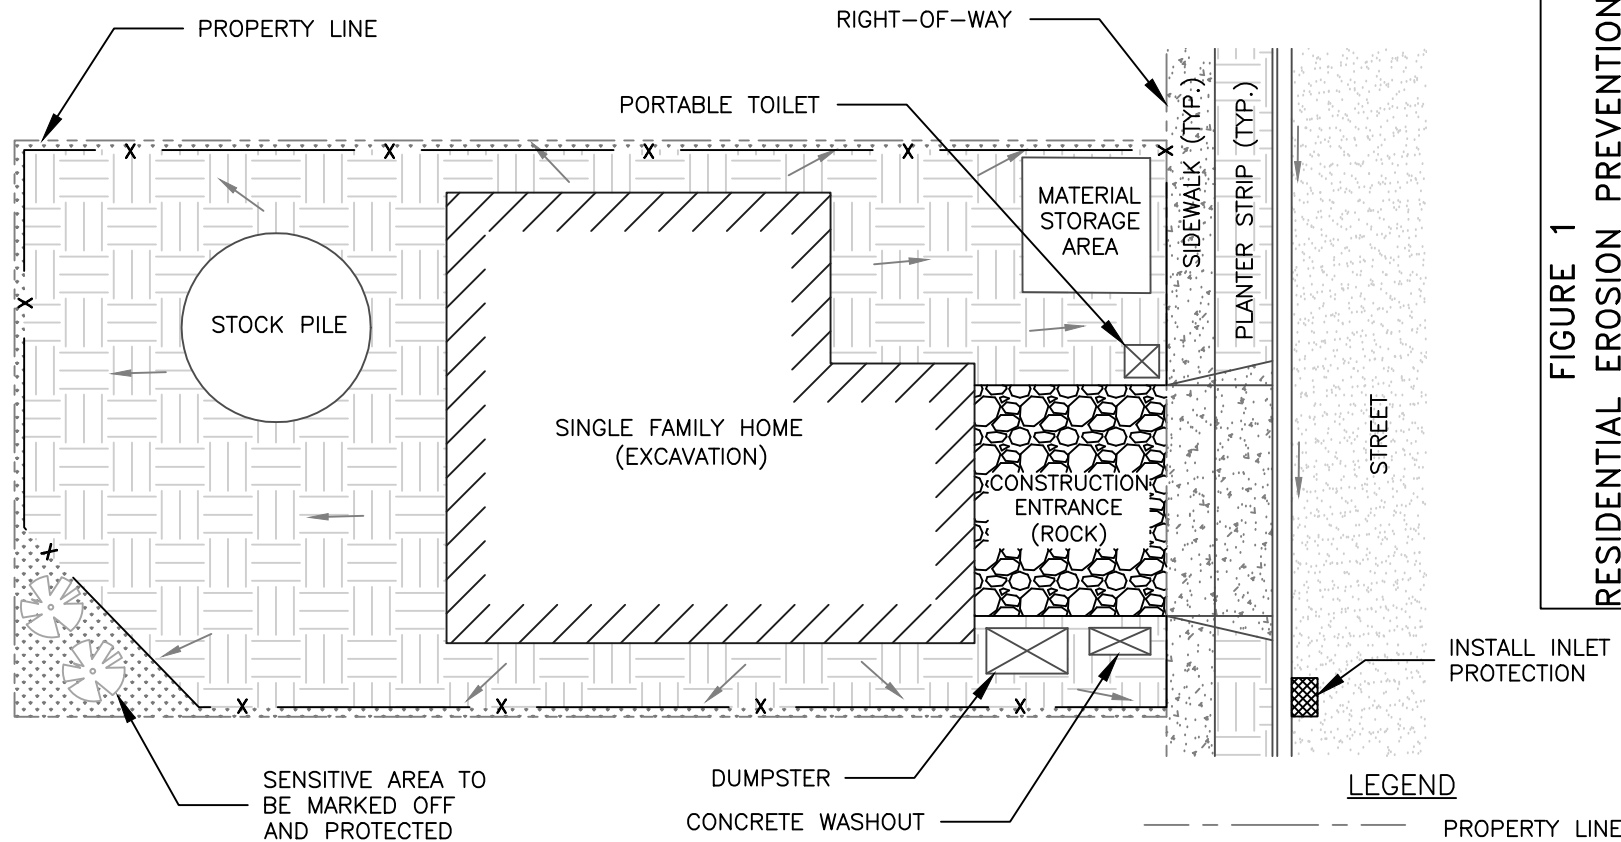 PROPERTY LINE
RIGHT-OF-WAY
PORTABLE TOILET
MATERIAL
STORAGE
AREA
SIDEWALK (TYP.)
PLANTER STRIP (TYP.)
STOCK PILE
SINGLE FAMILY HOME
(EXCAVATION)
CONSTRUCTION
ENTRANCE
(ROCK)
STREET
FIGURE 1
RESIDENTIAL EROSION PREVENTION
INSTALL INLET
PROTECTION
SENSITIVE AREA TO
BE MARKED OFF
AND PROTECTED
DUMPSTER
CONCRETE WASHOUT
LEGEND
PROPERTY LINE